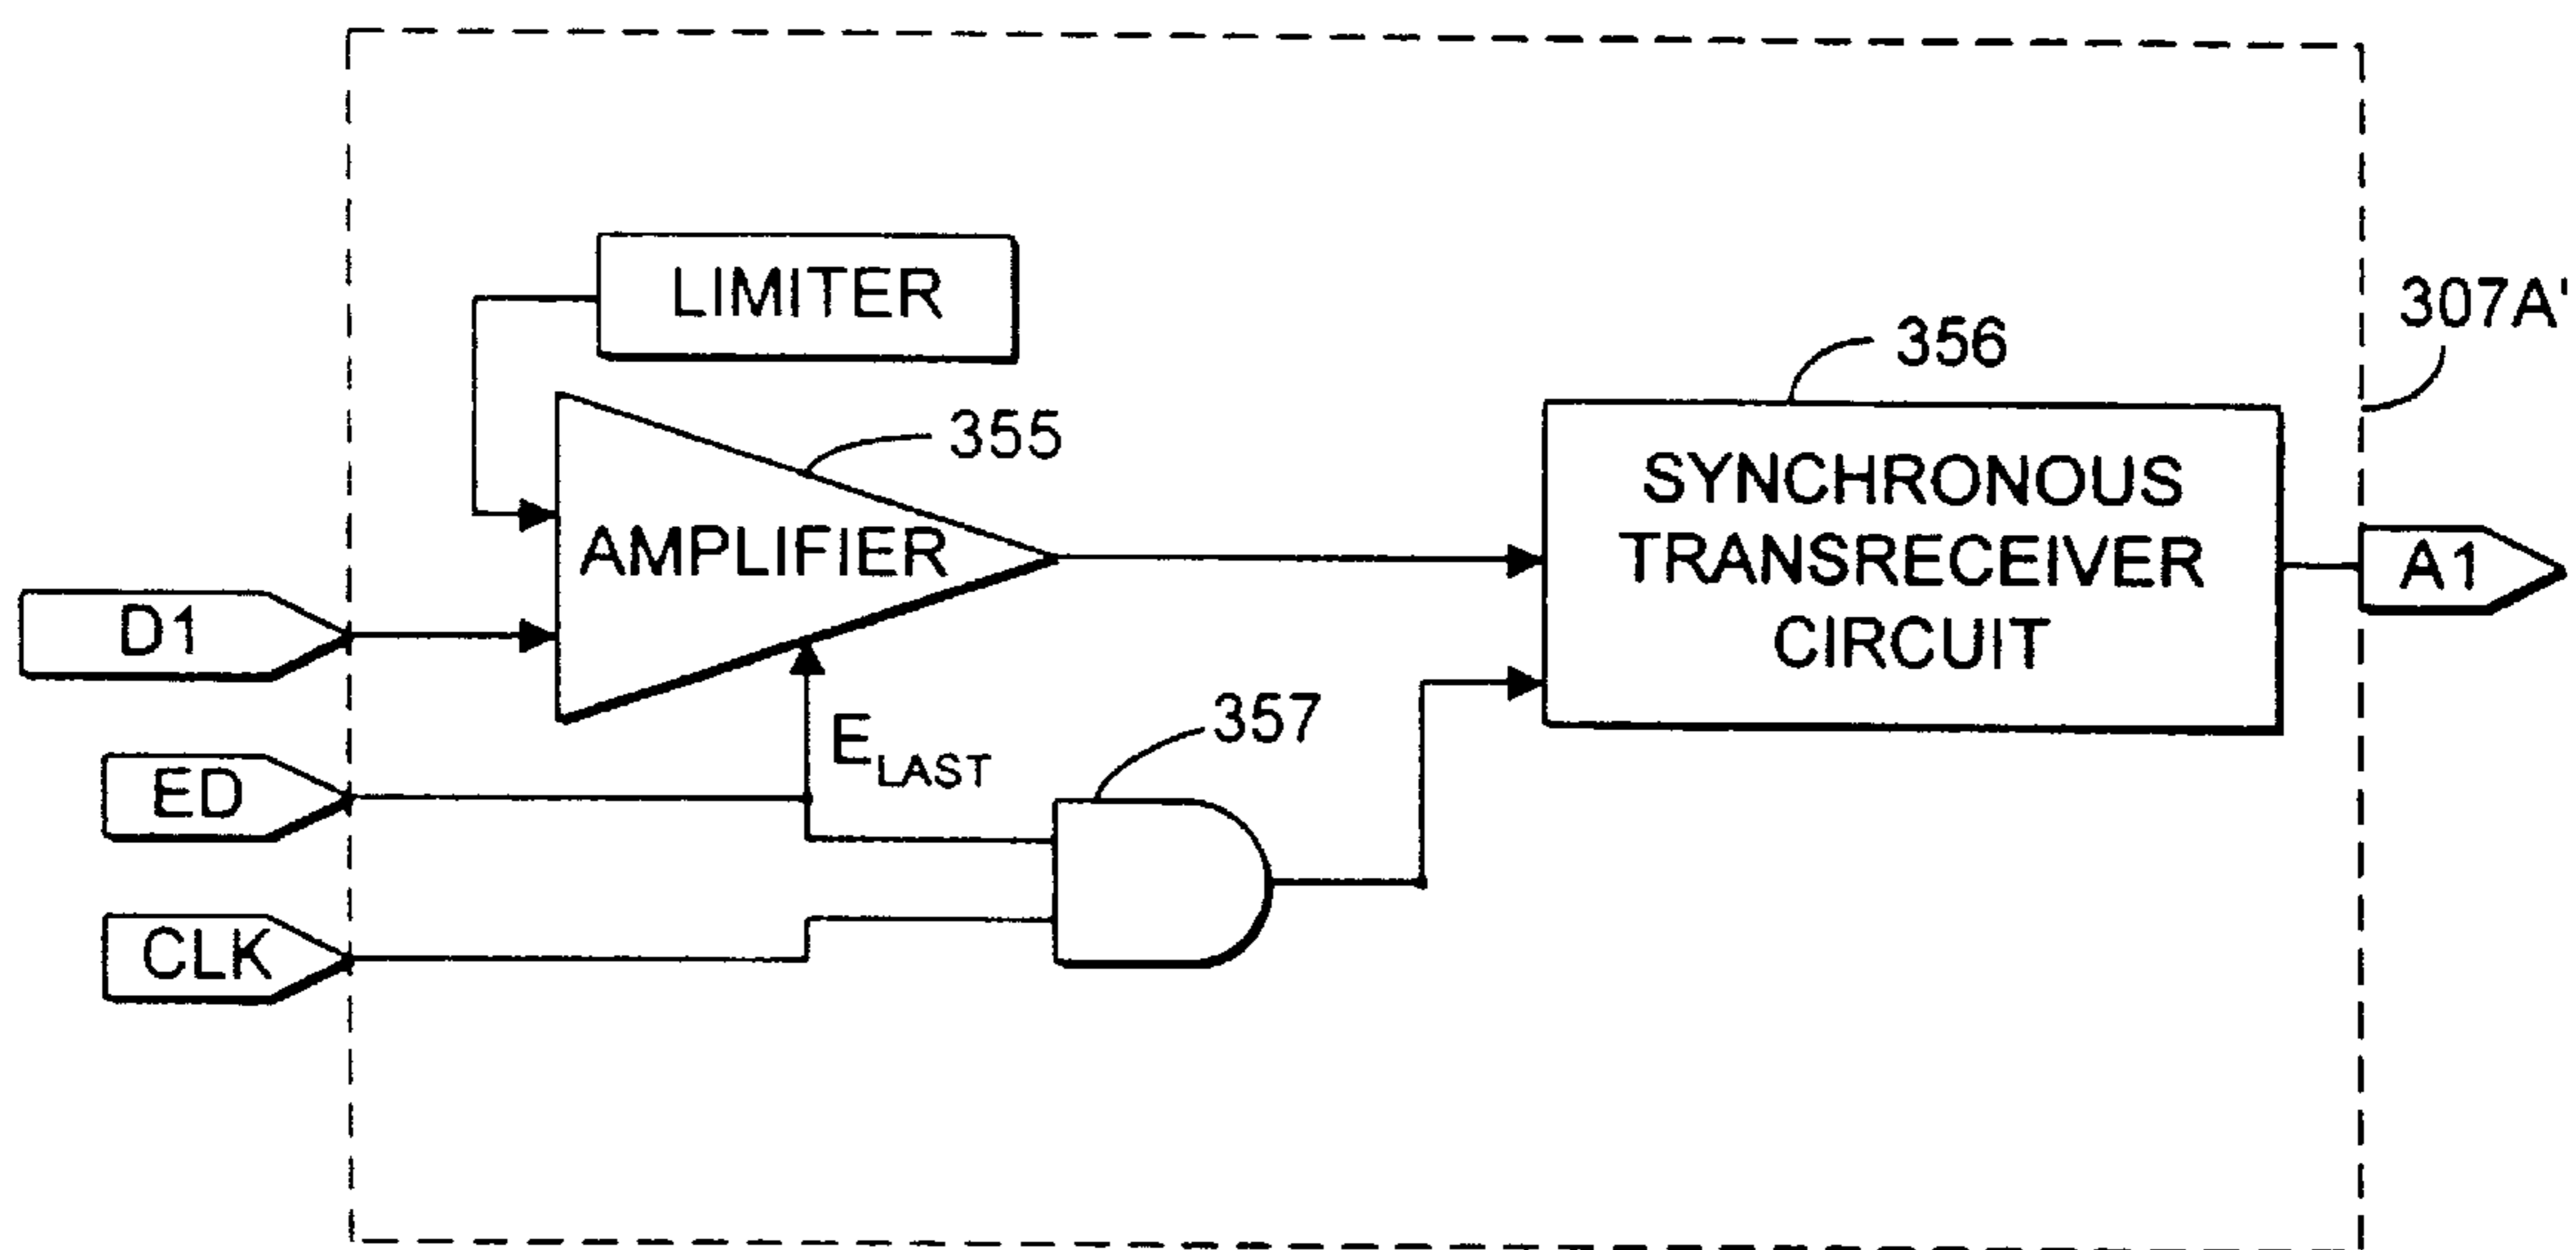 LIMITER
307A'
356
355
SYNCHRONOUS
TRANSRECEIVER
CIRCUIT
AMPLIFIER
A1
D1
357
E LAST
ED
CLK